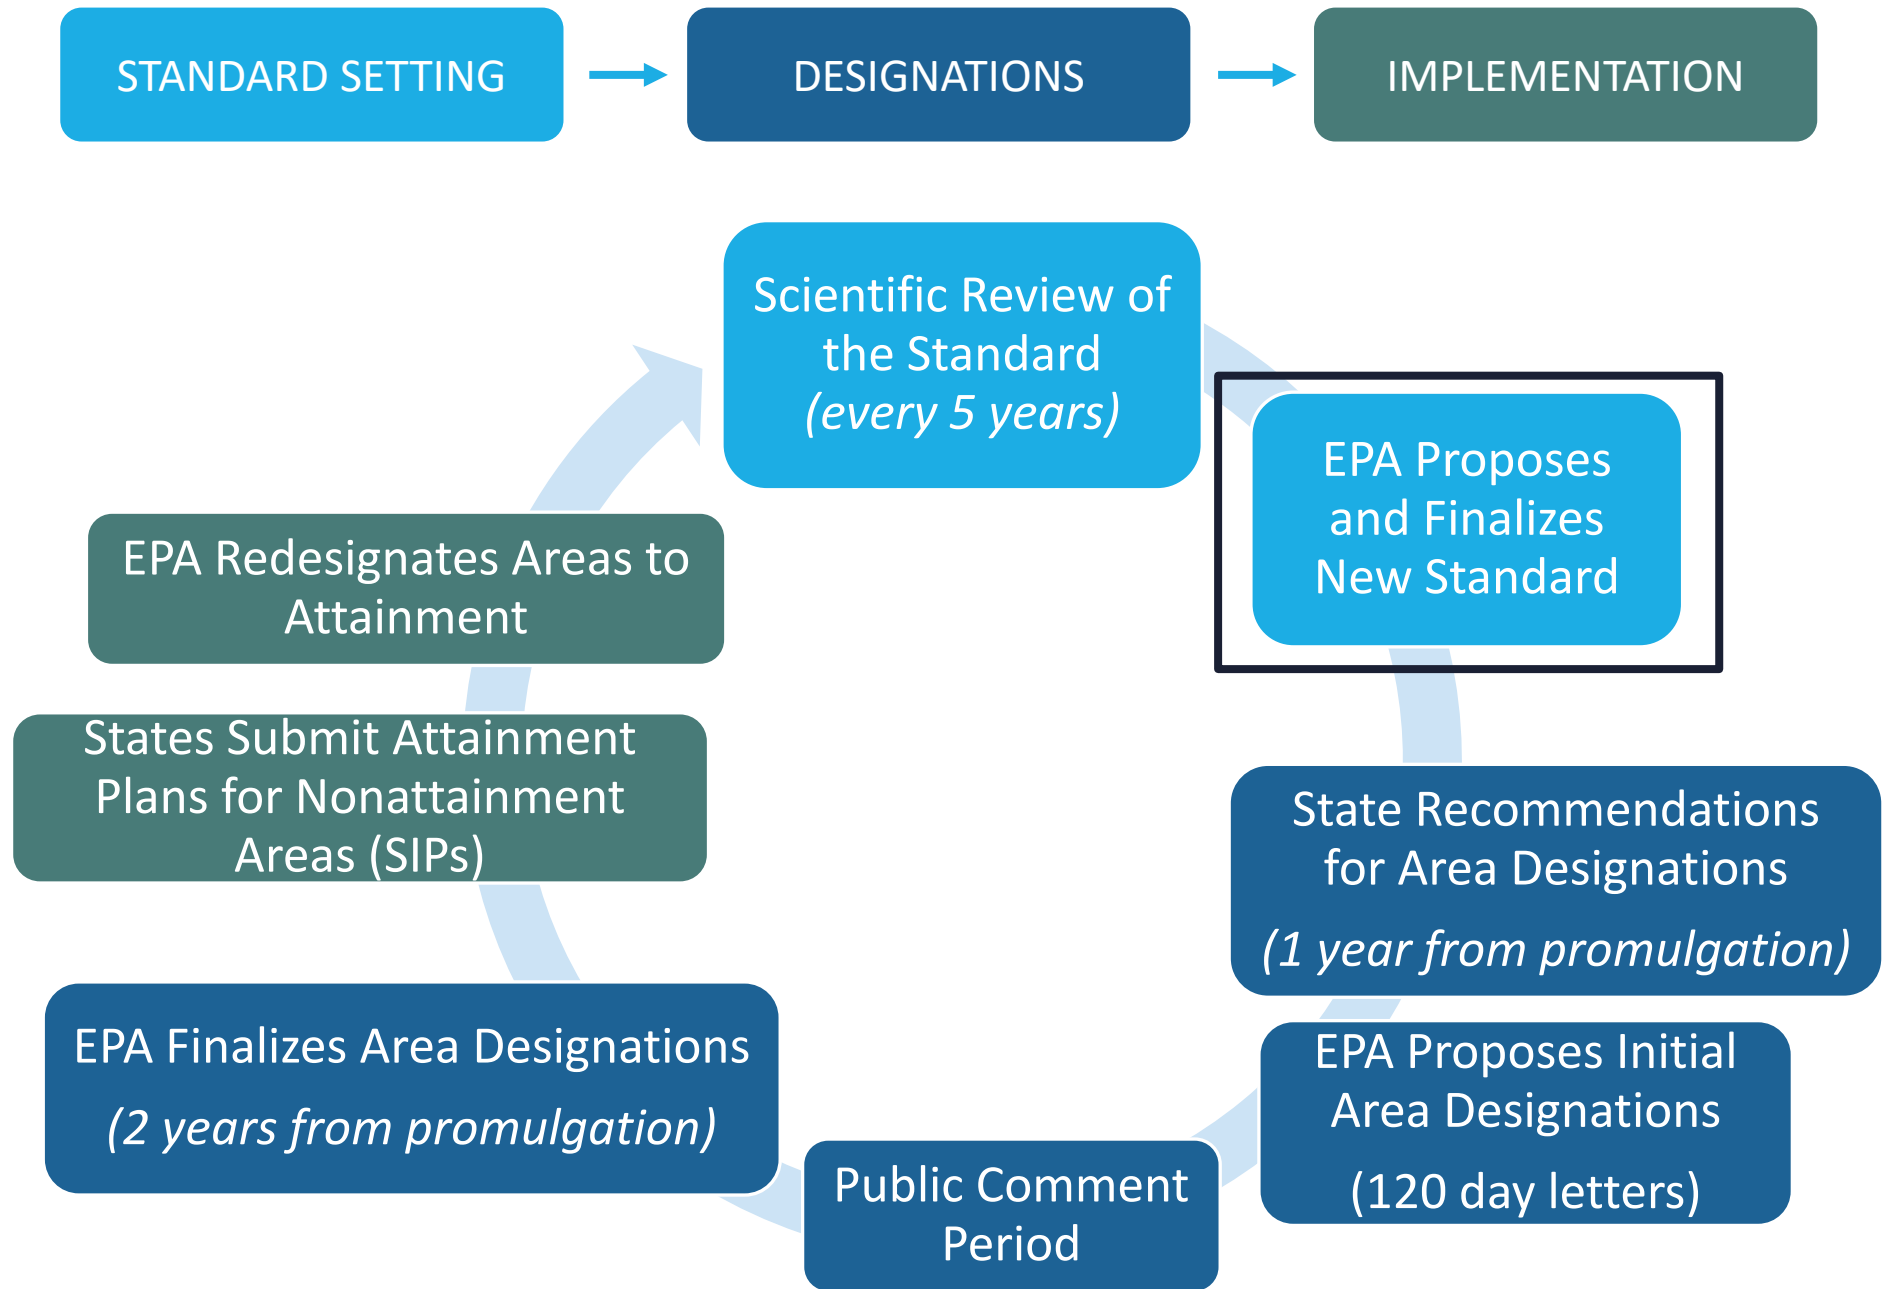 STANDARD SETTING
DESIGNATIONS
IMPLEMENTATION
Scientific Review of
the Standard
(every 5 years)
EPA Proposes
and Finalizes
New Standard
State Recommendations
for Area Designations
(1 year from promulgation)
EPA Proposes Initial
Area Designations
(120 day letters)
Public Comment
Period
EPA Finalizes Area Designations
(2 years from promulgation)
States Submit Attainment
Plans for Nonattainment
Areas (SIPs)
EPA Redesignates Areas to
Attainment